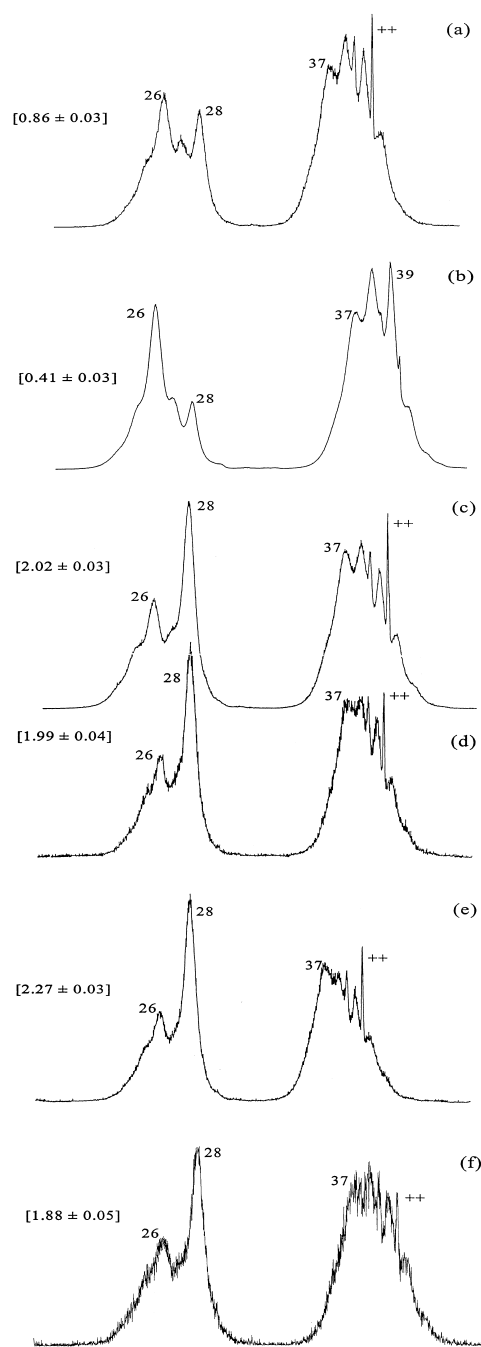 (a)
++
37
26
28
[0.86 ± 0.03]
(b)
39
26
37
28
[0.41 ± 0.03]
(c)
28
++
37
[2.02 ± 0.03]
26
28
37
++
[1.99 ± 0.04]
(d)
26
(e)
28
++
37
[2.27 ± 0.03]
26
28
(f)
37
++
[1.88 ± 0.05]
26